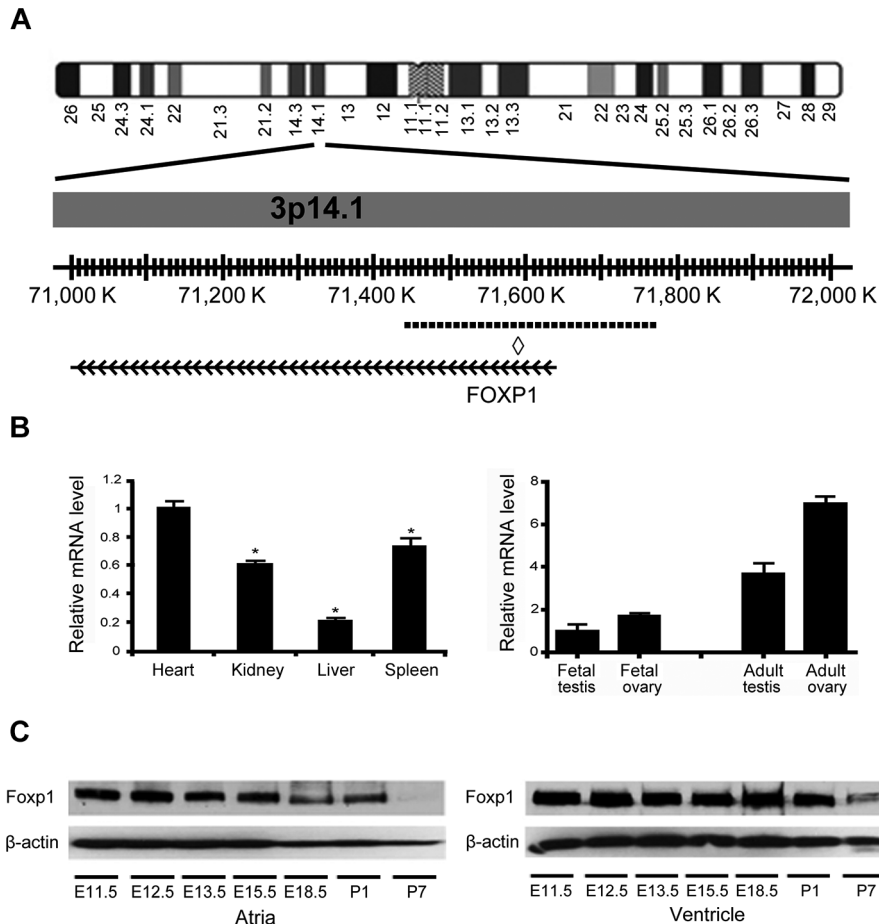 A
26 25 24.3 24.1 22 21.3 21.2 14.3 14.1 13 12 11.1 11.1 11.2 13.1 13.2 13.3 21 22 23 24 25.2 25.3 26.1 26.2 26.3 27 28 29
3p14.1
71,000 K 71,200 K 71,400 K 71,600 K 71,800 K 72,000 K
FOXP1
B
Relative mRNA level
1.2
1
0.8
0.6
0.4
0.2
0
* * *
Heart Kidney Liver Spleen
Relative mRNA level
8
6
4
2
0
Fetal testis Fetal ovary Adult testis Adult ovary
C
Foxp1
β-actin
E11.5 E12.5 E13.5 E15.5 E18.5 P1 P7
Atria
Foxp1
β-actin
E11.5 E12.5 E13.5 E15.5 E18.5 P1 P7
Ventricle